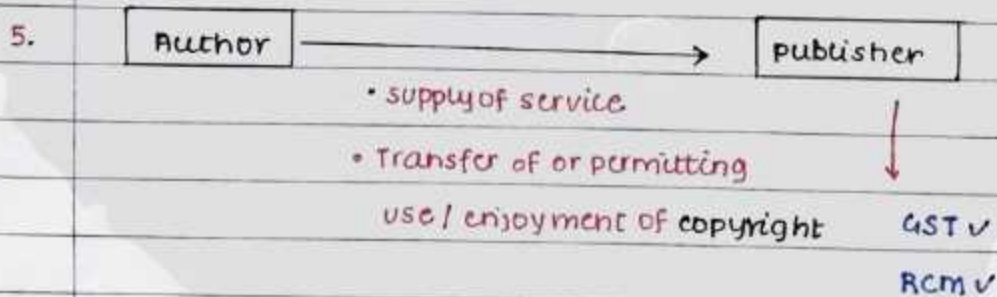 5. Author → publisher
• supply of service
• Transfer of or permitting
use / enjoyment of copyright GST ✓
RCM ✓